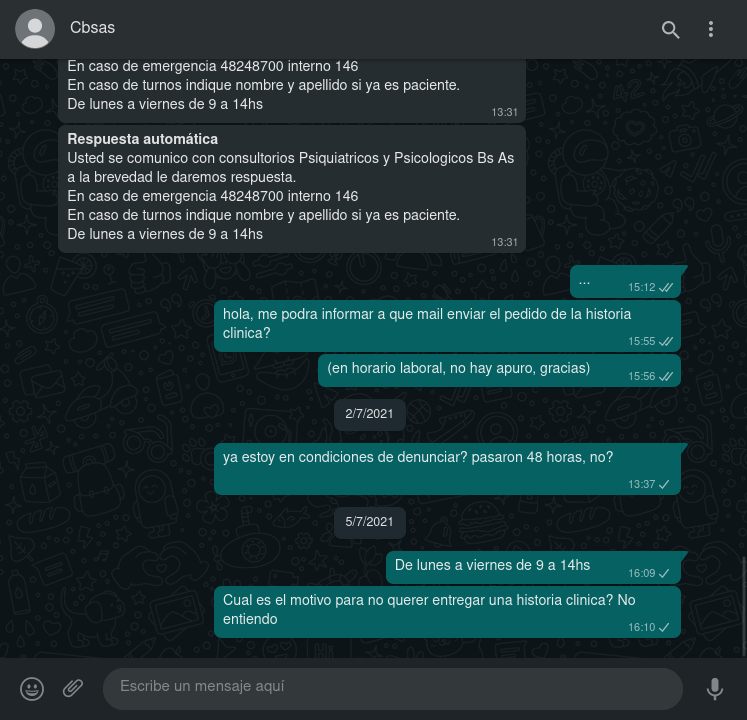 Cbsas
En caso de emergencia 48248700 interno 146
En caso de turnos indique nombre y apellido si ya es paciente.
De lunes a viernes de 9 a 14hs
13:31
Respuesta automática
Usted se comunico con consultorios Psiquiatricos y Psicologicos Bs As
a la brevedad le daremos respuesta.
En caso de emergencia 48248700 interno 146
En caso de turnos indique nombre y apellido si ya es paciente.
De lunes a viernes de 9 a 14hs
13:31
...
15:12
hola, me podra informar a que mail enviar el pedido de la historia
clinica?
15:55
(en horario laboral, no hay apuro, gracias)
15:56
2/7/2021
ya estoy en condiciones de denunciar? pasaron 48 horas, no?
13:37
5/7/2021
De lunes a viernes de 9 a 14hs
16:09
Cual es el motivo para no querer entregar una historia clinica? No
entiendo
16:10
Escribe un mensaje aquí